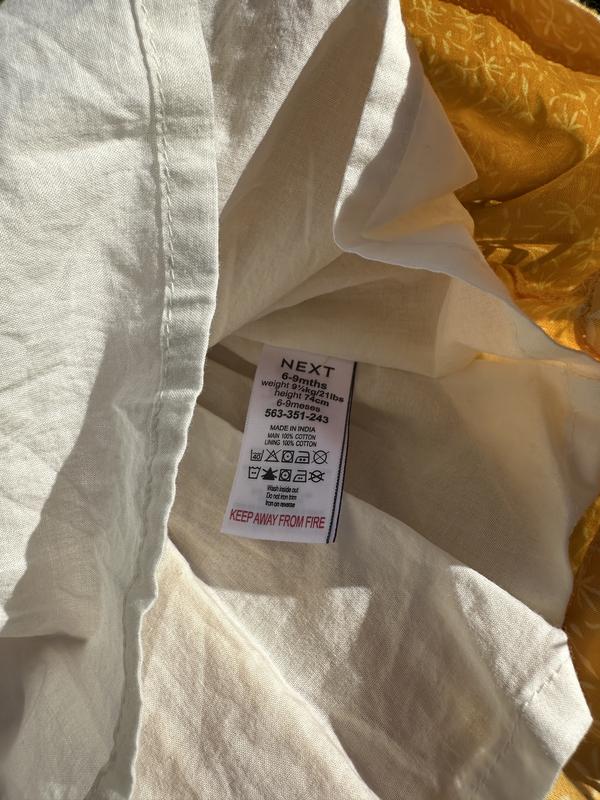 NEXT
6-9mths
weight 9½kg/21lbs
height 74cm
6-9meses
563-351-243
MADE IN INDIA
MAIN 100% COTTON
LINING 100% COTTON
40
Wash inside out
Do not iron trim
Iron on reverse
KEEP AWAY FROM FIRE